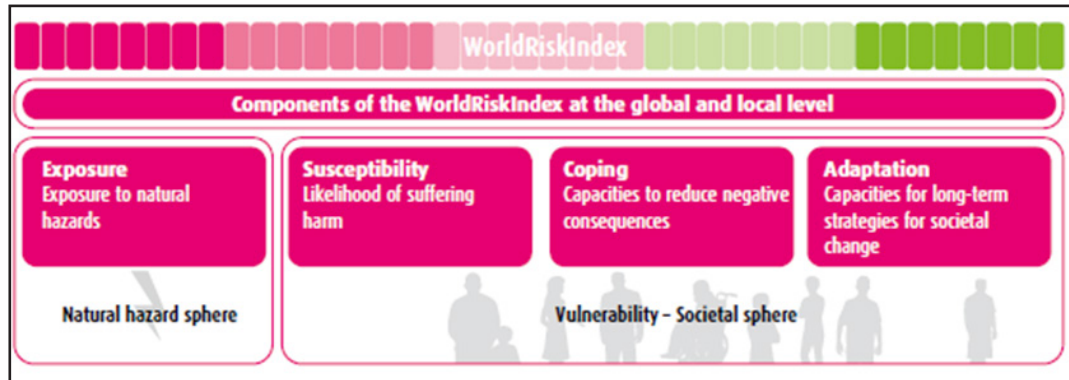 WorldRiskIndex
Components of the WorldRiskIndex at the global and local level
Exposure
Exposure to natural
hazards
Susceptibility
Likelihood of suffering
harm
Coping
Capacities to reduce negative
consequences
Adaptation
Capacities for long-term
strategies for societal
change
Natural hazard sphere
Vulnerability – Societal sphere